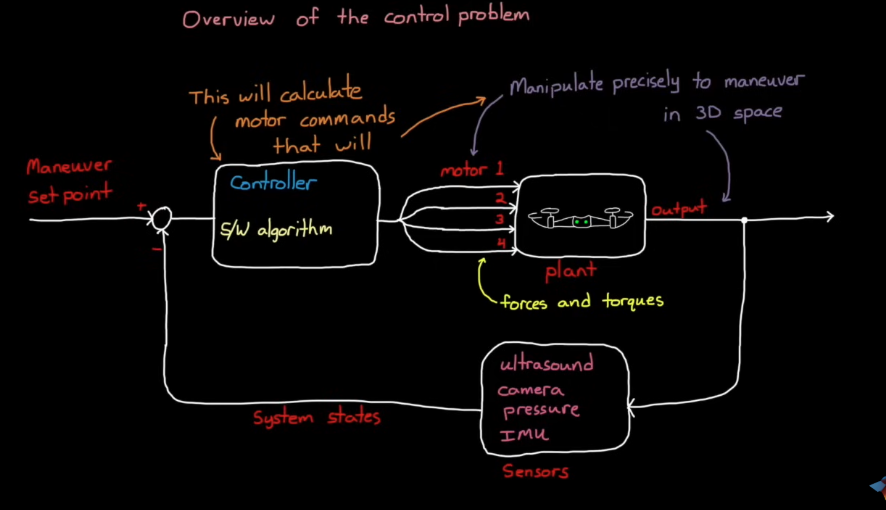 Overview of the control problem
This will calculate
motor commands
that will
Manipulate precisely to maneuver
in 3D space
Maneuver
set point
+
-
Controller
S/W algorithm
motor 1
2
3
4
output
plant
forces and torques
ultrasound
camera
pressure
IMU
Sensors
System states